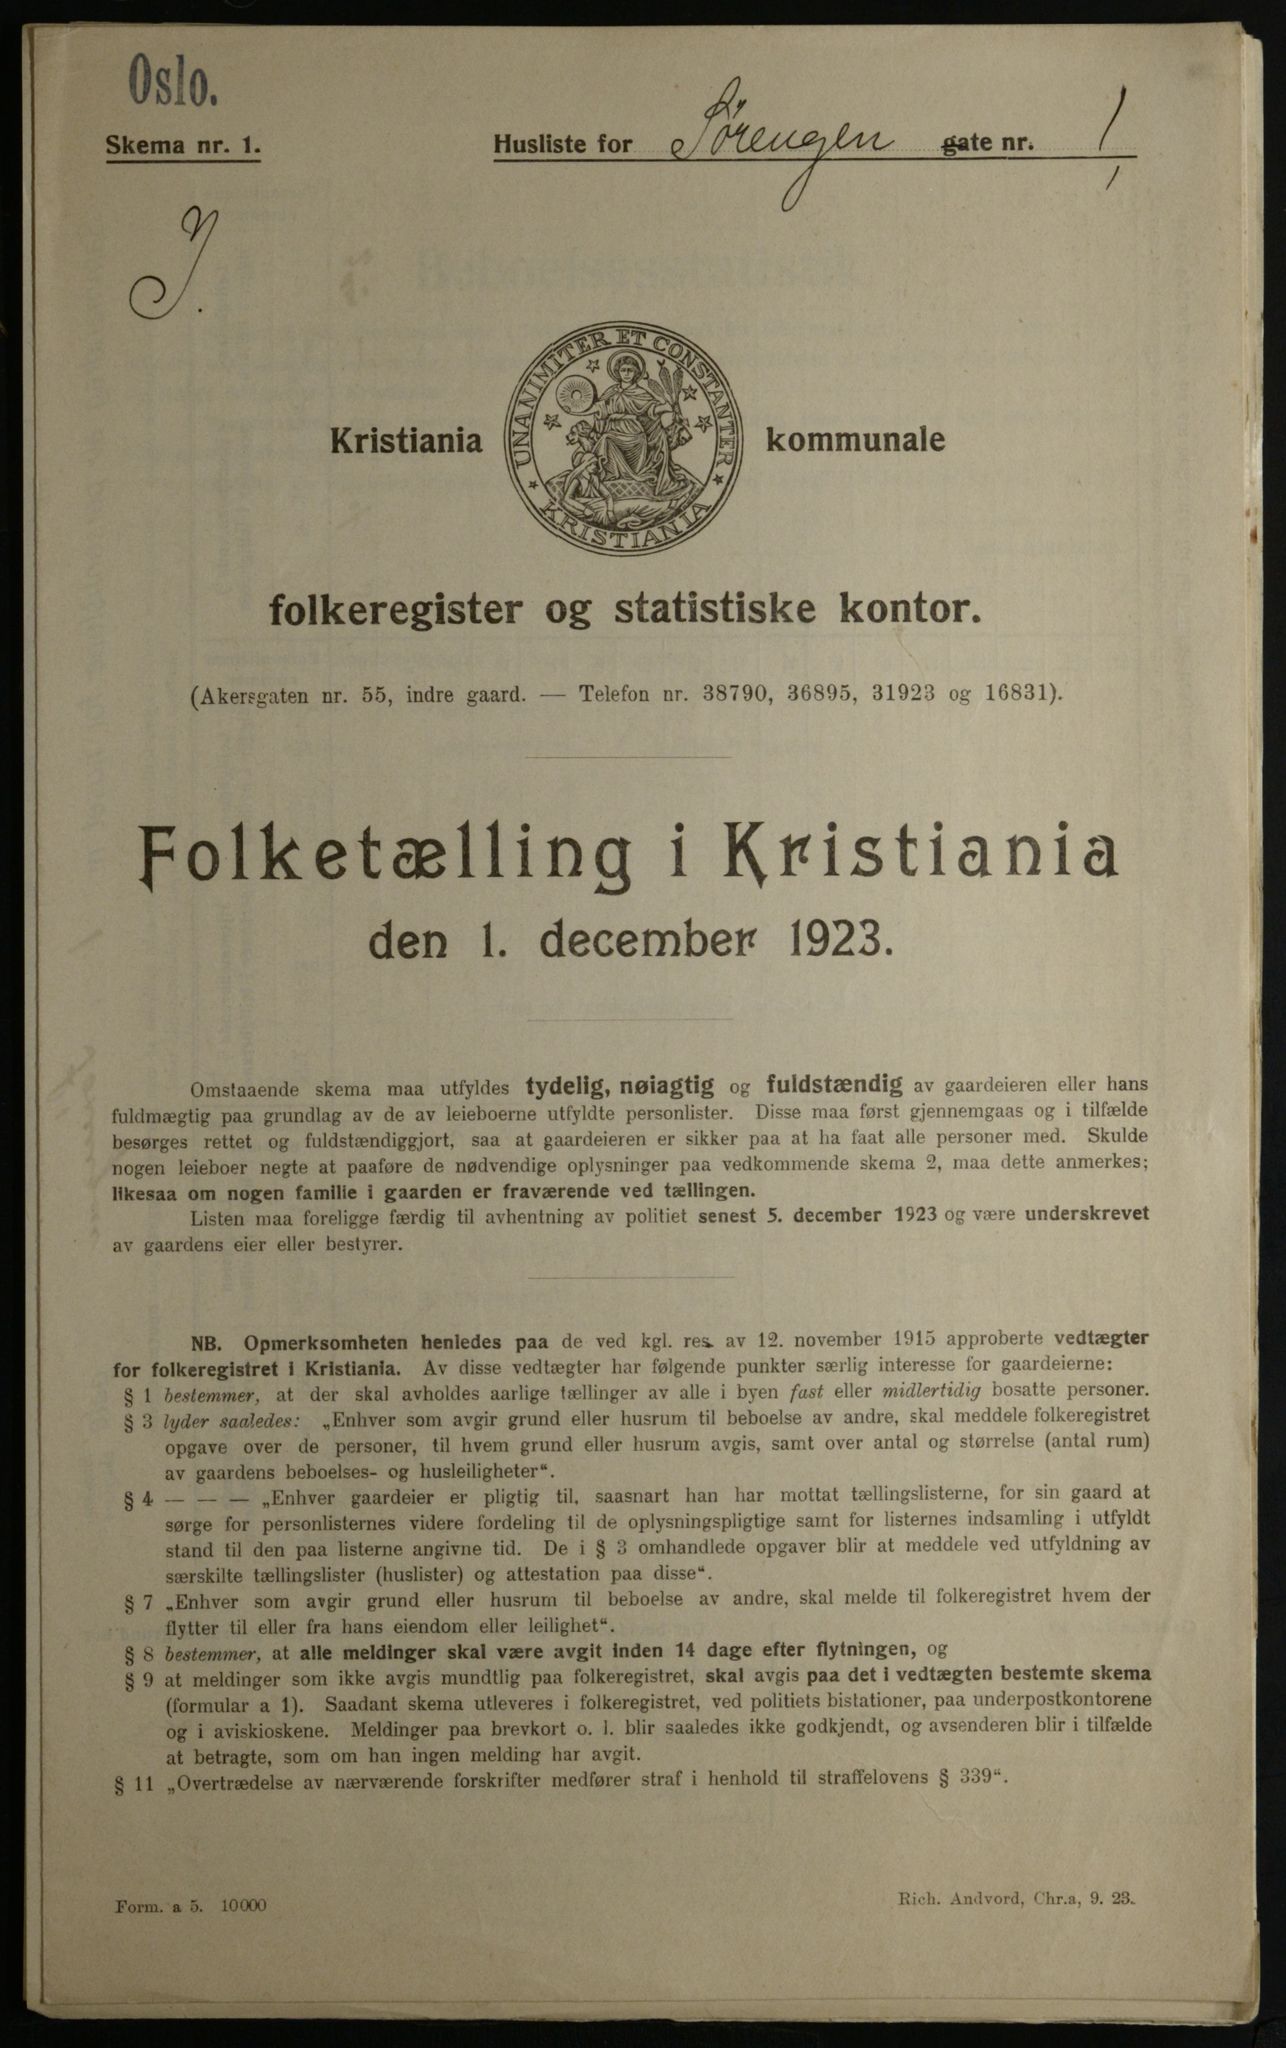 Oslo.
Skema nr. 1.
Husliste for Sørengen gate nr. 1
I.
UNANIMITER ET CONSTANTER
KRISTIANIA
Kristiania kommunale
folkeregister og statistiske kontor.
(Akersgaten nr. 55, indre gaard. — Telefon nr. 38790, 36895, 31923 og 16831).
Folketælling i Kristiania
den 1. december 1923.
Omstaaende skema maa utfyldes tydelig, nøiagtig og fuldstændig av gaardeieren eller hans
fuldmægtig paa grundlag av de av leieboerne utfyldte personlister. Disse maa først gjennemgaas og i tilfælde
besørges rettet og fuldstændiggjort, saa at gaardeieren er sikker paa at ha faat alle personer med. Skulde
nogen leieboer negte at paaføre de nødvendige oplysninger paa vedkommende skema 2, maa dette anmerkes;
likesaa om nogen familie i gaarden er fraværende ved tællingen.
Listen maa foreligge færdig til avhentning av politiet senest 5. december 1923 og være underskrevet
av gaardens eier eller bestyrer.
NB. Opmerksomheten henledes paa de ved kgl. res. av 12. november 1915 approberte vedtægter
for folkeregistret i Kristiania. Av disse vedtægter har følgende punkter særlig interesse for gaardeierne:
§ 1 bestemmer, at der skal avholdes aarlige tællinger av alle i byen fast eller midlertidig bosatte personer.
§ 3 lyder saaledes: „Enhver som avgir grund eller husrum til beboelse av andre, skal meddele folkeregistret
opgave over de personer, til hvem grund eller husrum avgis, samt over antal og størrelse (antal rum)
av gaardens beboelses- og husleiligheter“.
§ 4 — — — „Enhver gaardeier er pligtig til, saasnart han har mottat tællingslisterne, for sin gaard at
sørge for personlisternes videre fordeling til de oplysningspligtige samt for listernes indsamling i utfyldt
stand til den paa listerne angivne tid. De i § 3 omhandlede opgaver blir at meddele ved utfyldning av
særskilte tællingslister (huslister) og attestation paa disse“.
§ 7 „Enhver som avgir grund eller husrum til beboelse av andre, skal melde til folkeregistret hvem der
flytter til eller fra hans eiendom eller leilighet“.
§ 8 bestemmer, at alle meldinger skal være avgit inden 14 dage efter flytningen, og
§ 9 at meldinger som ikke avgis mundtlig paa folkeregistret, skal avgis paa det i vedtægten bestemte skema
(formular a 1). Saadant skema utleveres i folkeregistret, ved politiets bistationer, paa underpostkontorene
og i aviskioskene. Meldinger paa brevkort o. l. blir saaledes ikke godkjendt, og avsenderen blir i tilfælde
at betragte, som om han ingen melding har avgit.
§ 11 „Overtrædelse av nærværende forskrifter medfører straf i henhold til straffelovens § 339“.
Form. a 5. 10000
Rich. Andvord, Chr.a, 9. 23.